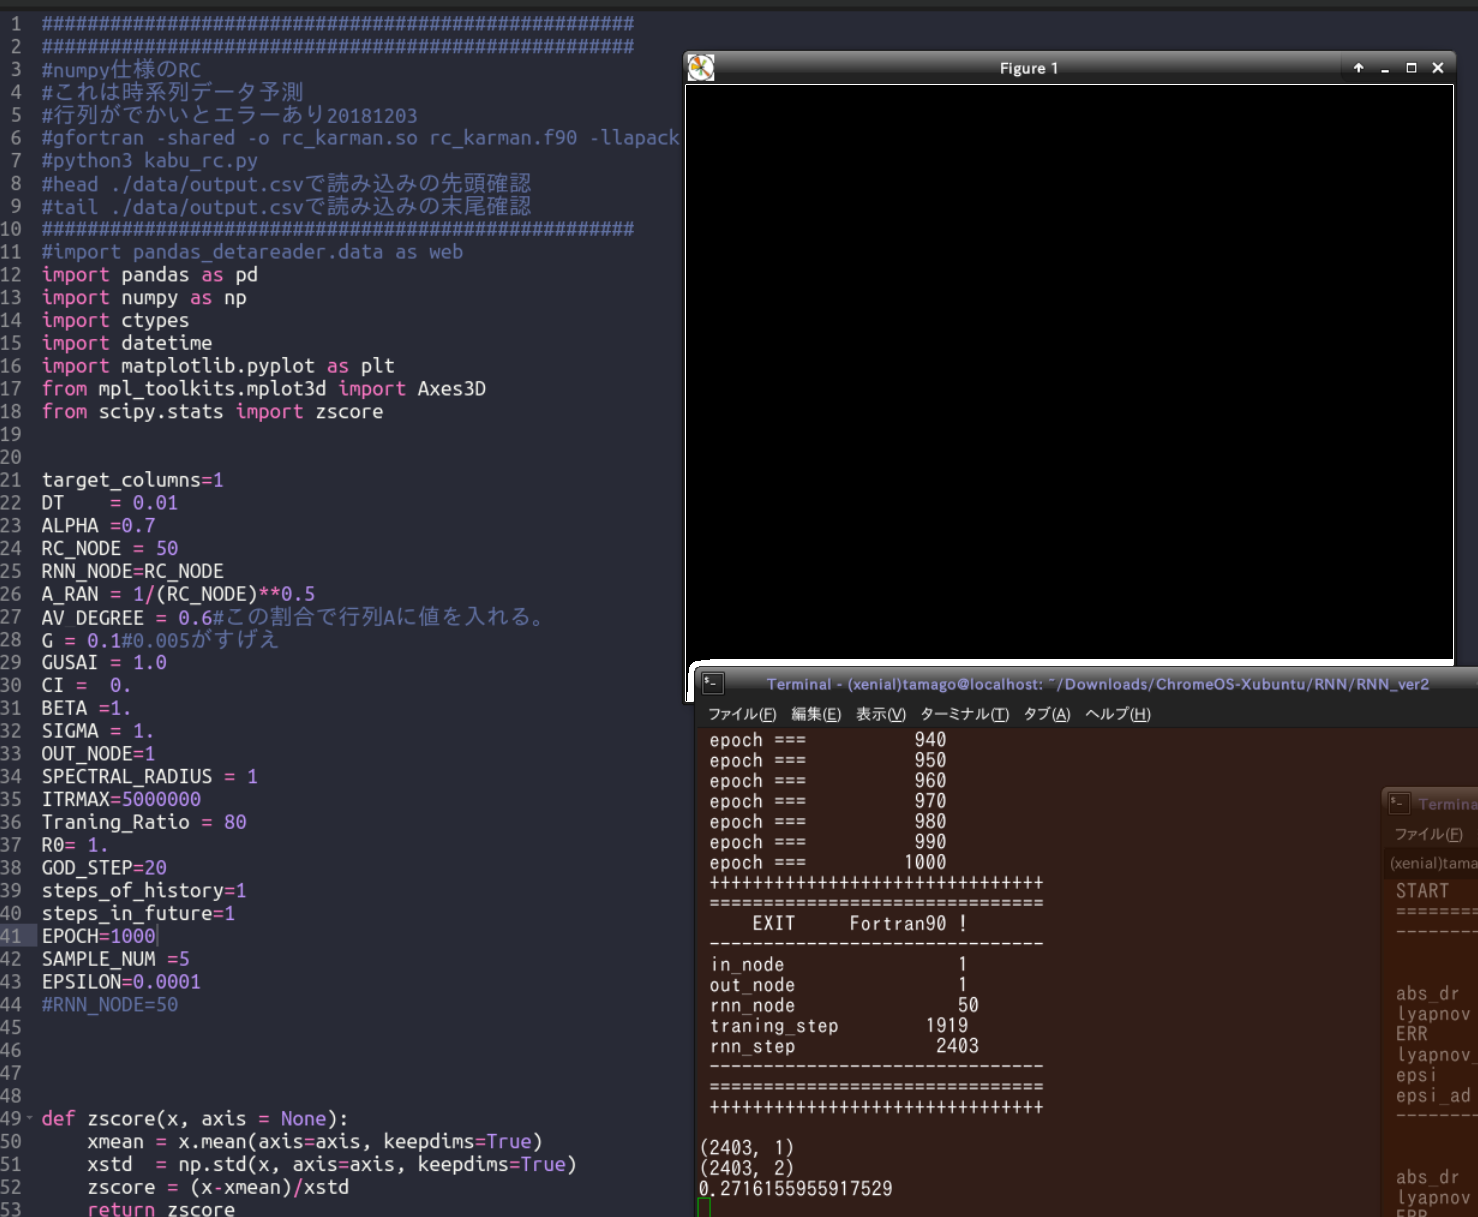 1 ####################################################
2 ####################################################
3 #numpy仕様のRC
4 #これは時系列データ予測
5 #行列がでかいとエラーあり20181203
6 #gfortran -shared -o rc_karman.so rc_karman.f90 -llapack
7 #python3 kabu_rc.py
8 #head ./data/output.csvで読み込みの先頭確認
9 #tail ./data/output.csvで読み込みの末尾確認
10 ####################################################
11 #import pandas_detareader.data as web
12 import pandas as pd
13 import numpy as np
14 import ctypes
15 import datetime
16 import matplotlib.pyplot as plt
17 from mpl_toolkits.mplot3d import Axes3D
18 from scipy.stats import zscore
19
20
21 target_columns=1
22 DT    = 0.01
23 ALPHA =0.7
24 RC_NODE = 50
25 RNN_NODE=RC_NODE
26 A_RAN = 1/(RC_NODE)**0.5
27 AV_DEGREE = 0.6#この割合で行列Aに値を入れる。
28 G = 0.1#0.005がすげえ
29 GUSAI = 1.0
30 CI =  0.
31 BETA =1.
32 SIGMA = 1.
33 OUT_NODE=1
34 SPECTRAL_RADIUS = 1
35 ITRMAX=5000000
36 Traning_Ratio = 80
37 R0= 1.
38 GOD_STEP=20
39 steps_of_history=1
40 steps_in_future=1
41 EPOCH=1000
42 SAMPLE_NUM =5
43 EPSILON=0.0001
44 #RNN_NODE=50
45
46
47
48
49 def zscore(x, axis = None):
50     xmean = x.mean(axis=axis, keepdims=True)
51     xstd  = np.std(x, axis=axis, keepdims=True)
52     zscore = (x-xmean)/xstd
53     return zscore
Figure 1
Terminal - (xenial)tamago@localhost: ~/Downloads/ChromeOS-Xubuntu/RNN/RNN_ver2
ファイル(F) 編集(E) 表示(V) ターミナル(T) タブ(A) ヘルプ(H)
epoch === 940
epoch === 950
epoch === 960
epoch === 970
epoch === 980
epoch === 990
epoch === 1000
+++++++++++++++++++++++++++++++
===============================
EXIT Fortran90 !
-------------------------------
in_node 1
out_node 1
rnn_node 50
traning_step 1919
rnn_step 2403
-------------------------------
===============================
+++++++++++++++++++++++++++++++
(2403, 1)
(2403, 2)
0.2716155955917529
Termina
ファイル(F)
(xenial)tama
START
========
--------
abs_dr
lyapnov
ERR
lyapnov_
epsi
epsi_ad
--------
abs_dr
lyapnov
ERR